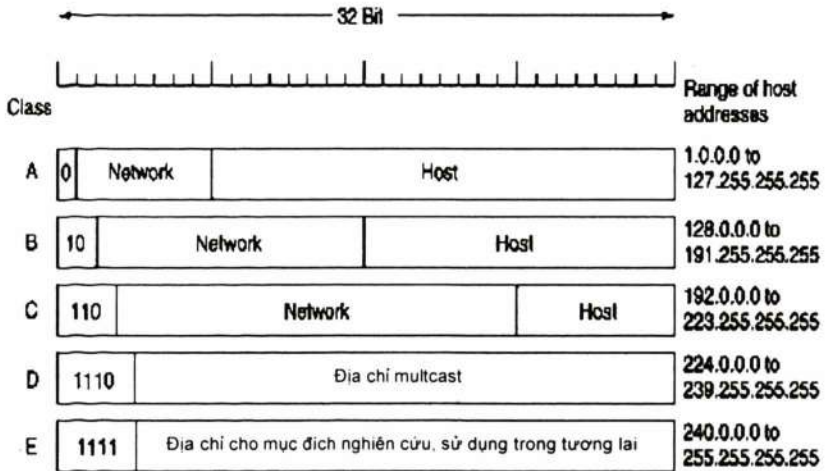 32 Bit
Class
Range of host
addresses
A 0 Network Host 1.0.0.0 to
127.255.255.255
B 10 Network Host 128.0.0.0 to
191.255.255.255
C 110 Network Host 192.0.0.0 to
223.255.255.255
D 1110 Địa chỉ multcast 224.0.0.0 to
239.255.255.255
E 1111 Địa chỉ cho mục đích nghiên cứu, sử dụng trong tương lai 240.0.0.0 to
255.255.255.255